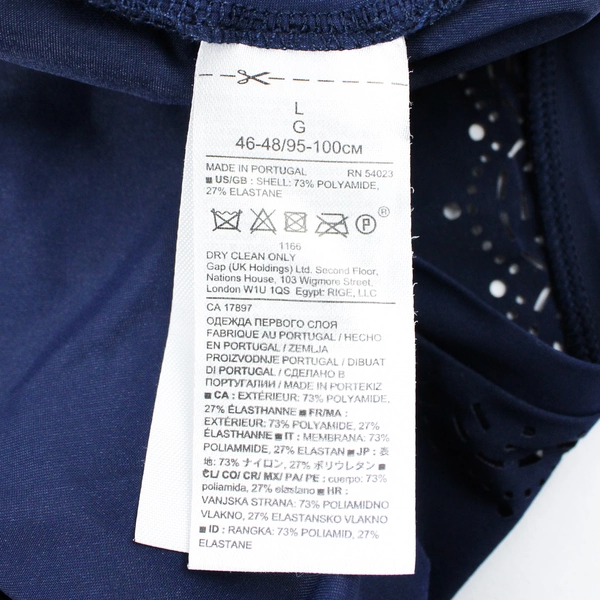 L
G
46-48/95-100СМ
MADE IN PORTUGAL RN 54023
■ US/GB : SHELL: 73% POLYAMIDE,
27% ELASTANE
P ®
1166
DRY CLEAN ONLY
Gap (UK Holdings) Ltd. Second Floor,
Nations House, 103 Wigmore Street,
London W1U 1QS Egypt: RIGE, LLC
CA 17897
ОДЕЖДА ПЕРВОГО СЛОЯ
FABRIQUE AU PORTUGAL / HECHO
EN PORTUGAL / ZEMLJA
PROIZVODNJE PORTUGAL / DIBUAT
DI PORTUGAL / СДЕЛАНО В
ПОРТУГАЛИИ / MADE IN PORTEKIZ
■ CA : EXTÉRIEUR: 73% POLYAMIDE,
27% ÉLASTHANNE ■ FR/MA :
EXTÉRIEUR: 73% POLYAMIDE, 27%
ÉLASTHANNE ■ IT : MEMBRANA: 73%
POLIAMMIDE, 27% ELASTAN ■ JP : 表
地: 73% ナイロン, 27% ポリウレタン ■
CL/ CO/ CR/ MX/ PA/ PE : cuerpo: 73%
poliamida, 27% elastano ■ HR :
VANJSKA STRANA: 73% POLIAMIDNO
VLAKNO, 27% ELASTANSKO VLAKNO
■ ID : RANGKA: 73% POLIAMID, 27%
ELASTANE